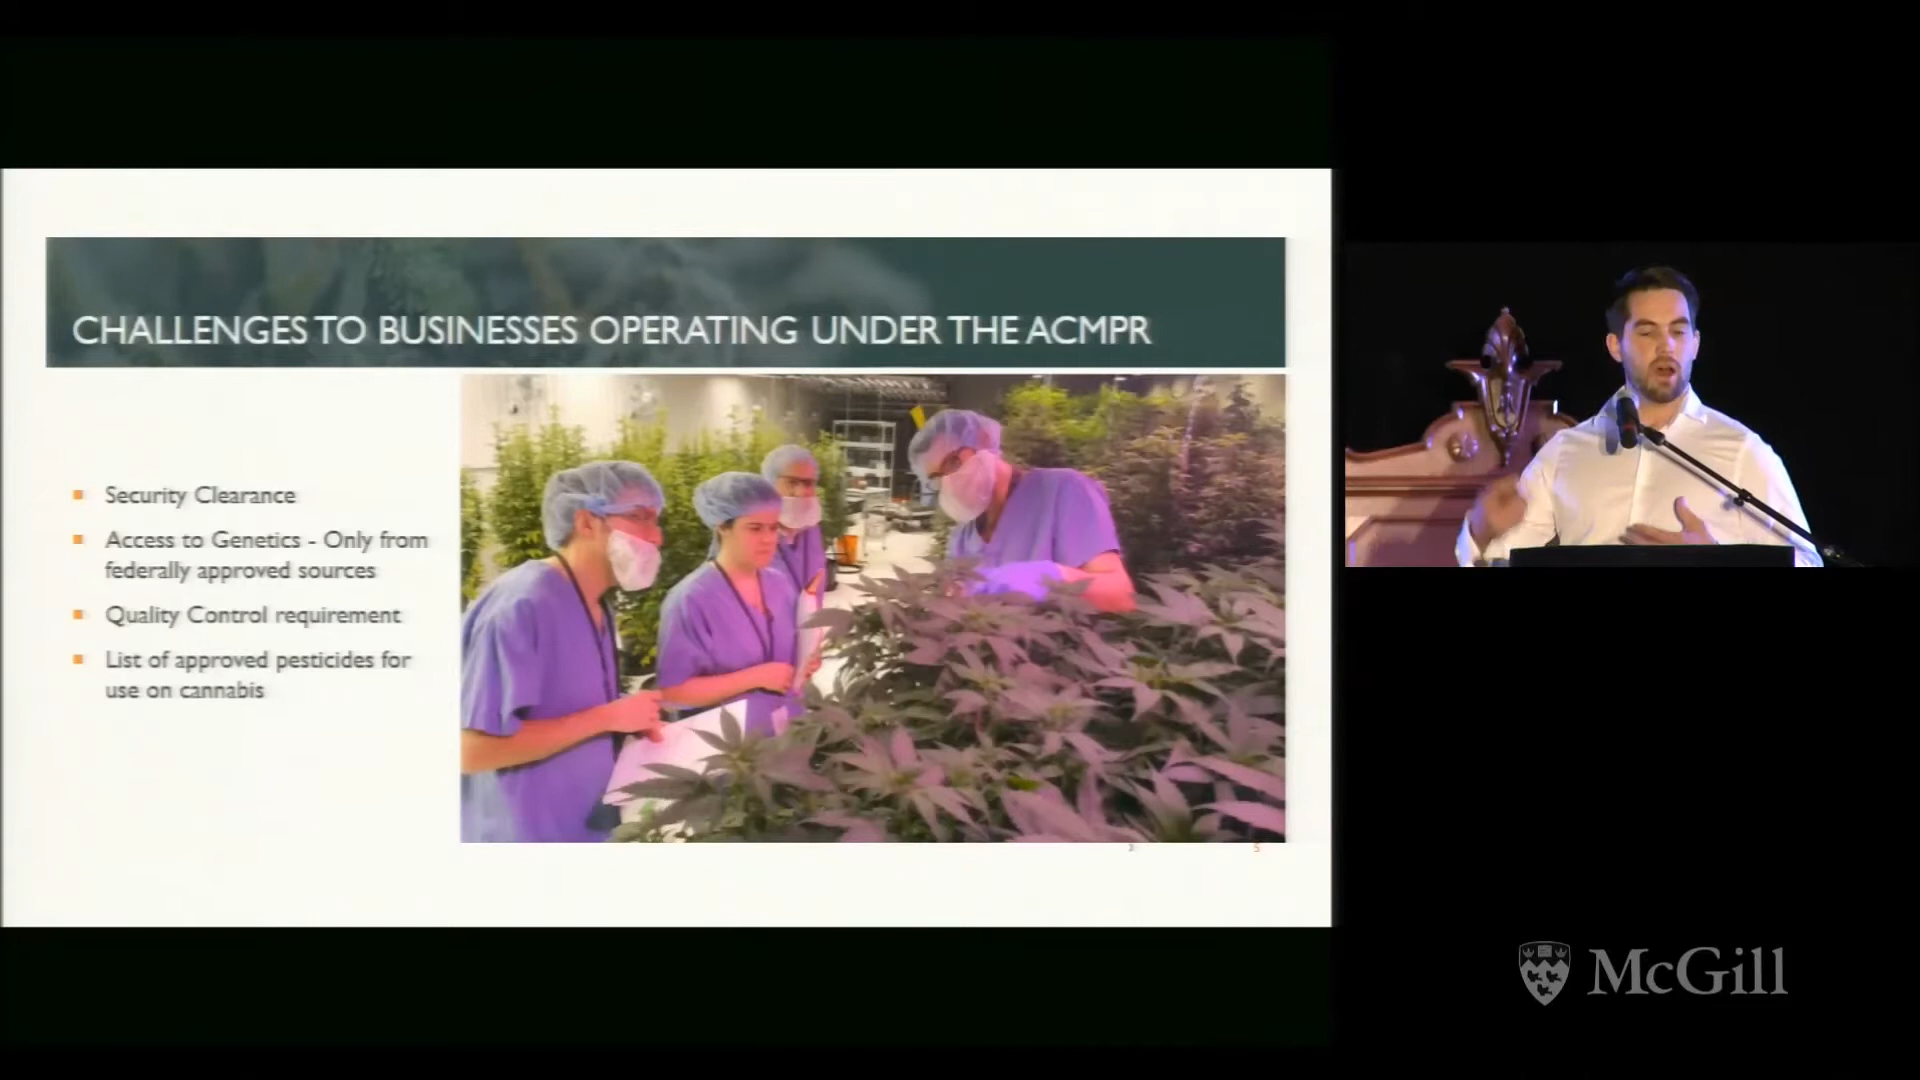 CHALLENGES TO BUSINESSES OPERATING UNDER THE ACMPR
Security Clearance
Access to Genetics - Only from
federally approved sources
Quality Control requirement
List of approved pesticides for
use on cannabis
5
McGill